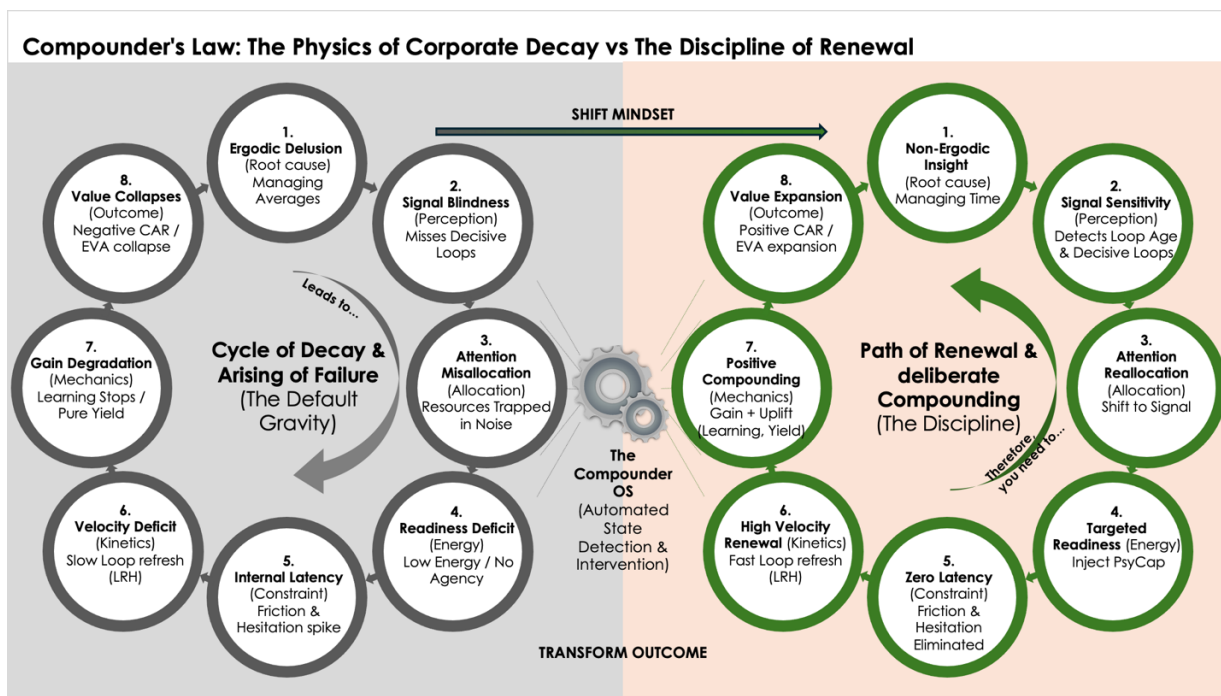 Compounder's Law: The Physics of Corporate Decay vs The Discipline of Renewal
SHIFT MINDSET
1.
Ergodic Delusion
(Root cause)
Managing
Averages
2.
Signal Blindness
(Perception)
Misses Decisive
Loops
3.
Attention
Misallocation
(Allocation)
Resources Trapped
in Noise
4.
Readiness Deficit
(Energy)
Low Energy / No
Agency
5.
Internal Latency
(Constraint)
Friction &
Hesitation spike
6.
Velocity Deficit
(Kinetics)
Slow Loop refresh
(LRH)
7.
Gain Degradation
(Mechanics)
Learning Stops /
Pure Yield
8.
Value Collapses
(Outcome)
Negative CAR /
EVA collapse
Leads to...
Cycle of Decay &
Arising of Failure
(The Default
Gravity)
The
Compounder
OS
(Automated
State
Detection &
Intervention)
1.
Non-Ergodic
Insight
(Root cause)
Managing Time
2.
Signal Sensitivity
(Perception)
Detects Loop Age
& Decisive Loops
3.
Attention
Reallocation
(Allocation)
Shift to Signal
4.
Targeted
Readiness (Energy)
Inject PsyCap
5.
Zero Latency
(Constraint)
Friction &
Hesitation
Eliminated
6.
High Velocity
Renewal (Kinetics)
Fast Loop refresh
(LRH)
7.
Positive
Compounding
(Mechanics)
Gain + Uplift
(Learning, Yield)
8.
Value Expansion
(Outcome)
Positive CAR /
EVA expansion
Path of Renewal &
deliberate
Compounding
(The Discipline)
Therefore,
you need to...
TRANSFORM OUTCOME